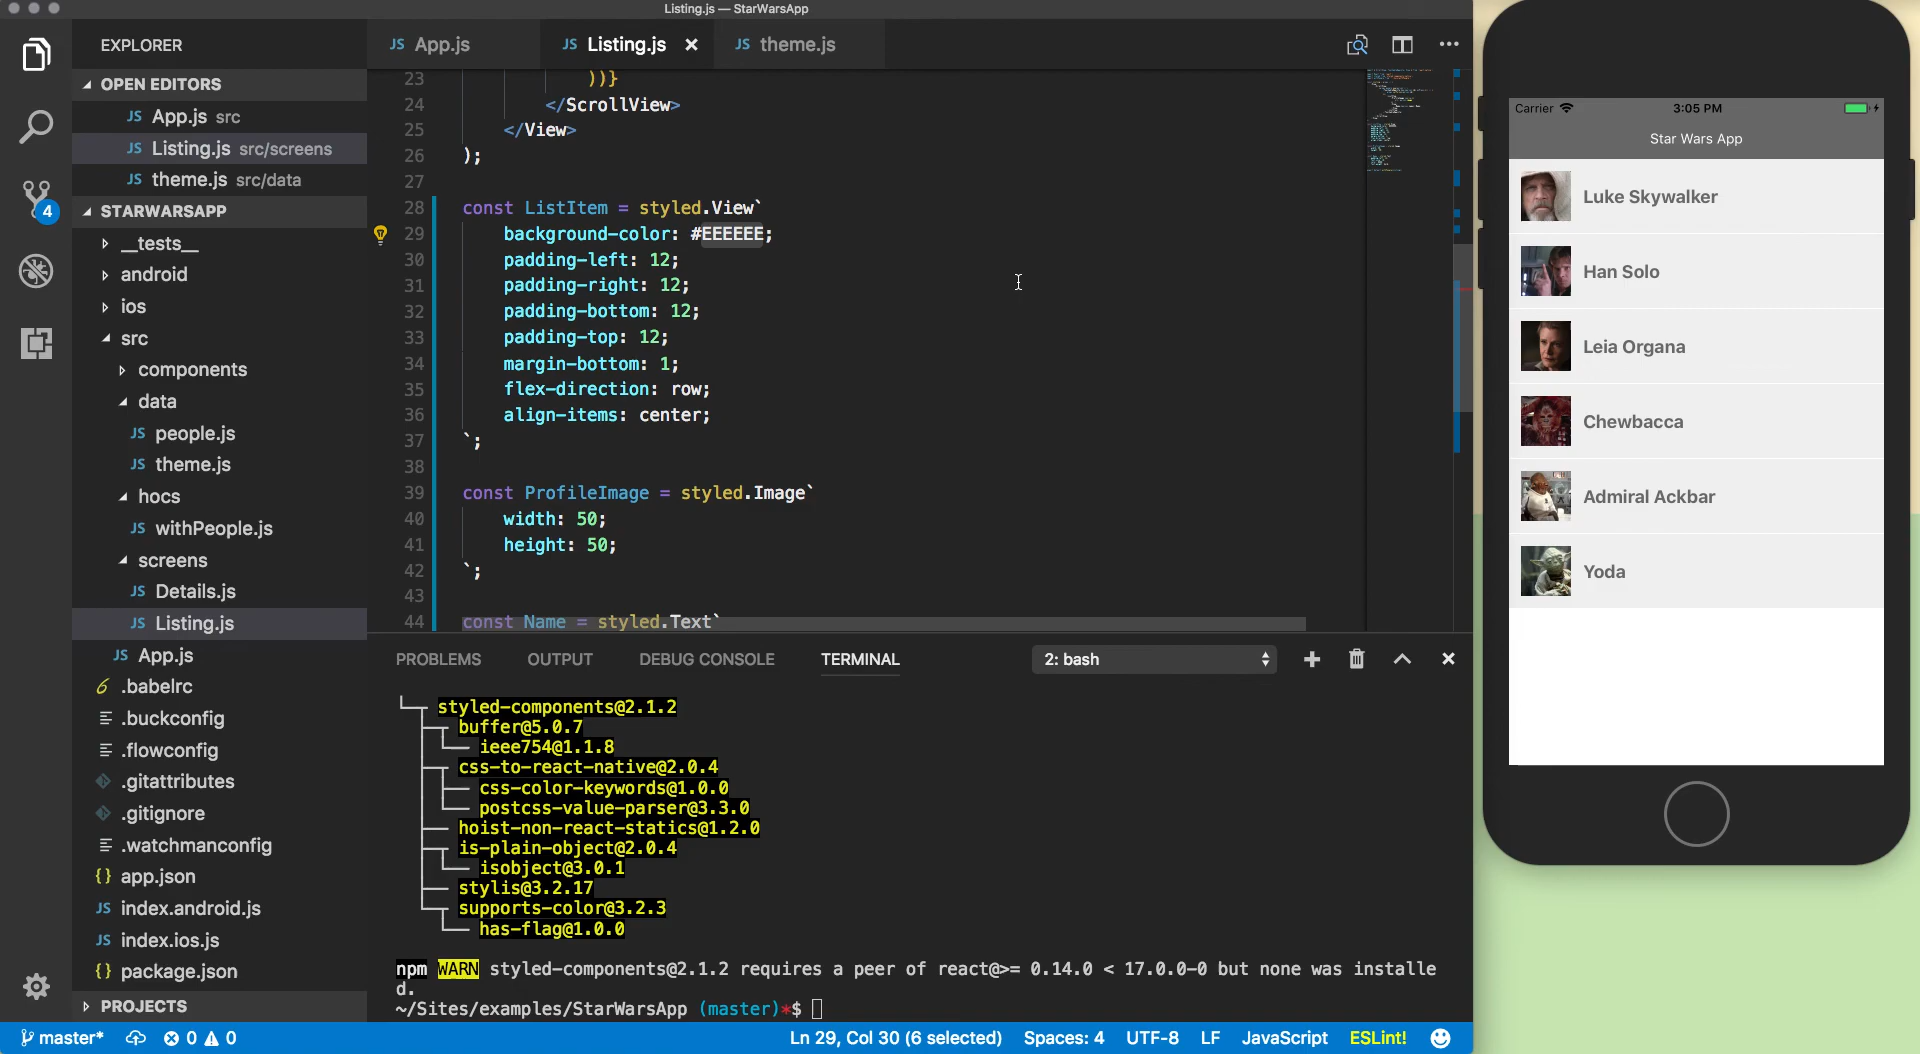 Listing.js — StarWarsApp
EXPLORER
OPEN EDITORS
JS App.js src
JS Listing.js src/screens
JS theme.js src/data
STARWARSAPP
__tests__
android
ios
src
components
data
JS people.js
JS theme.js
hocs
JS withPeople.js
screens
JS Details.js
JS Listing.js
JS App.js
.babelrc
.buckconfig
.flowconfig
.gitattributes
.gitignore
.watchmanconfig
{} app.json
JS index.android.js
JS index.ios.js
{} package.json
PROJECTS
4
JS App.js
JS Listing.js ×
JS theme.js
23 ))}
24 </ScrollView>
25 </View>
26 );
27
28 const ListItem = styled.View`
29 background-color: #EEEEEE;
30 padding-left: 12;
31 padding-right: 12;
32 padding-bottom: 12;
33 padding-top: 12;
34 margin-bottom: 1;
35 flex-direction: row;
36 align-items: center;
37 `;
38
39 const ProfileImage = styled.Image`
40 width: 50;
41 height: 50;
42 `;
43
44 const Name = styled.Text`
PROBLEMS OUTPUT DEBUG CONSOLE TERMINAL 2: bash
styled-components@2.1.2
buffer@5.0.7
ieee754@1.1.8
css-to-react-native@2.0.4
css-color-keywords@1.0.0
postcss-value-parser@3.3.0
hoist-non-react-statics@1.2.0
is-plain-object@2.0.4
isobject@3.0.1
stylis@3.2.17
supports-color@3.2.3
has-flag@1.0.0
npm WARN styled-components@2.1.2 requires a peer of react@>= 0.14.0 < 17.0.0-0 but none was installe
d.
~/Sites/examples/StarWarsApp (master)*$
master* 0 0 Ln 29, Col 30 (6 selected) Spaces: 4 UTF-8 LF JavaScript ESLint!
Carrier 3:05 PM
Star Wars App
Luke Skywalker
Han Solo
Leia Organa
Chewbacca
Admiral Ackbar
Yoda